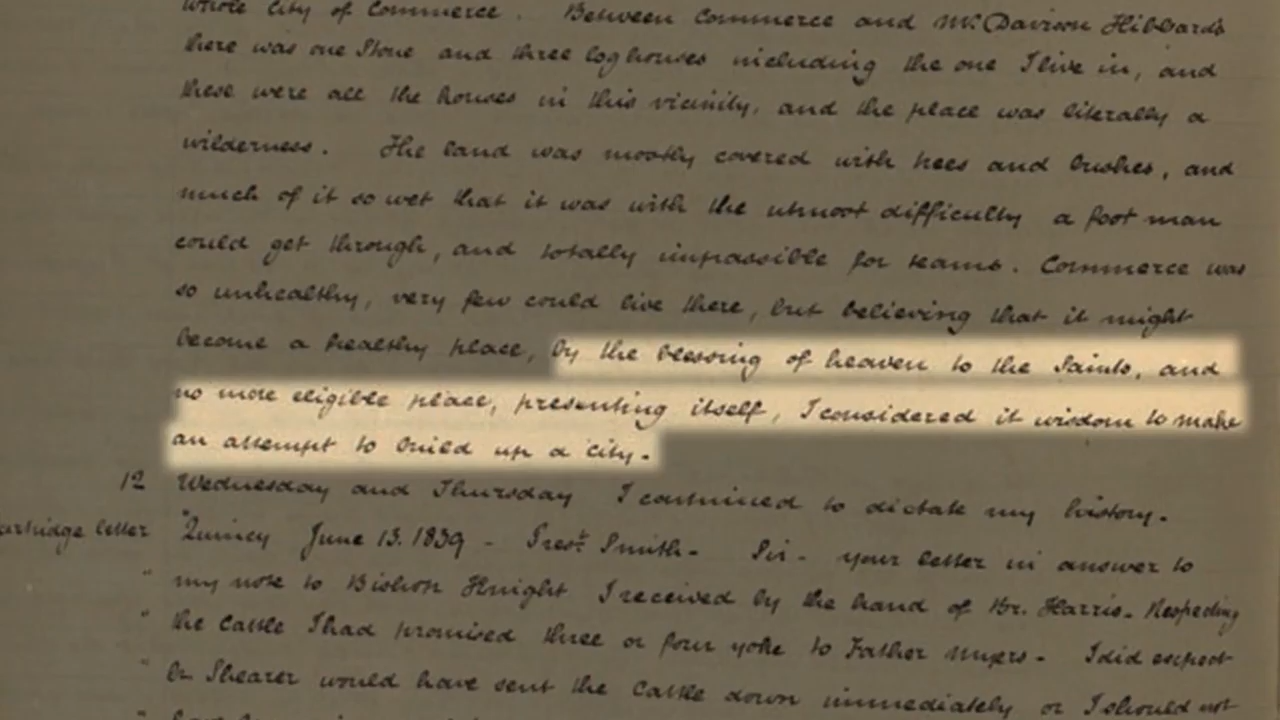 whole City of Commerce. Between Commerce and Mr. Davison Hibbard's
there was one Stone and three log houses including the one I live in, and
these were all the houses in this vicinity, and the place was literally a
wilderness. The land was mostly covered with trees and bushes, and
much of it so wet that it was with the utmost difficulty a foot man
could get through, and totally impassible for teams. Commerce was
so unhealthy, very few could live there, but believing that it might
become a healthy place, by the blessing of heaven to the Saints, and
no more eligible place, presenting itself, I considered it wisdom to make
an attempt to build up a city.
12 Wednesday and Thursday I continued to dictate my history.
artridge letter "Quincy June 13. 1839 - Prest. Smith - Sir - your letter in answer to
" my note to Bishop Knight I received by the hand of Br. Harris - Respecting
" the Cattle I had promised three or four yoke to Father Myers - I did expect
" Br. Shearer would have sent the Cattle down immediately or I should not
"